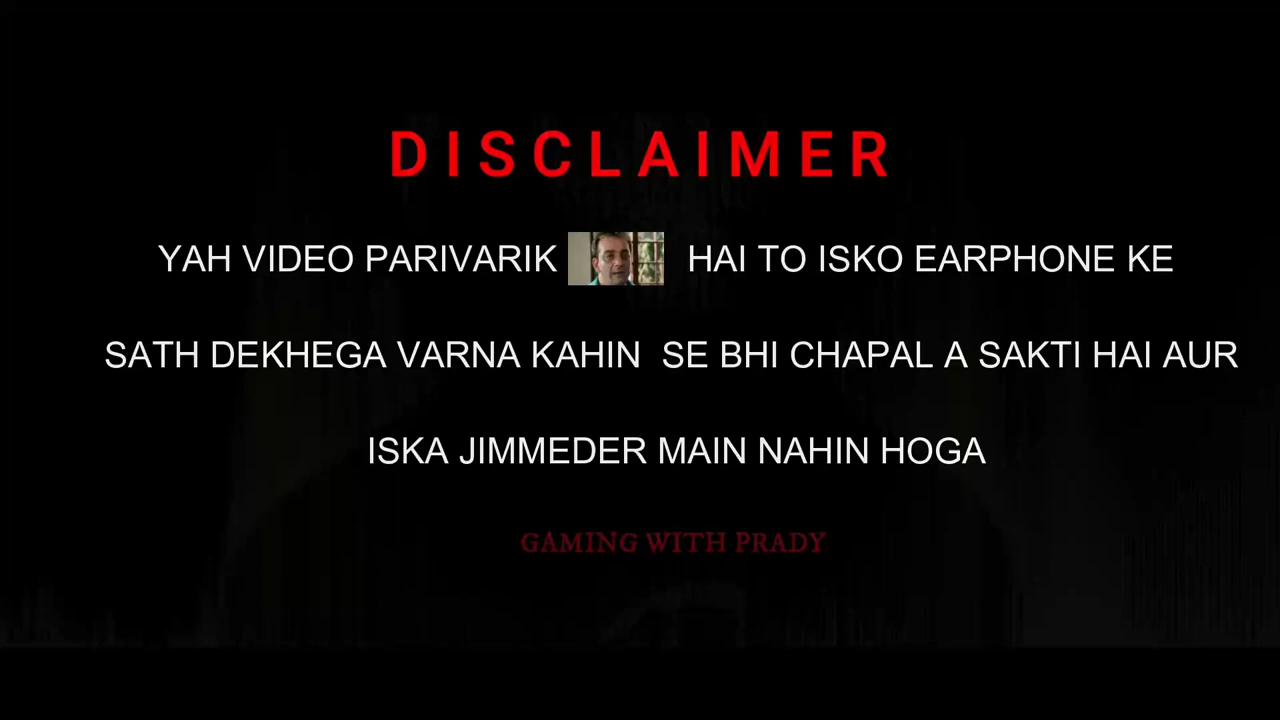 DISCLAIMER
YAH VIDEO PARIVARIK HAI TO ISKO EARPHONE KE
SATH DEKHEGA VARNA KAHIN SE BHI CHAPAL A SAKTI HAI AUR
ISKA JIMMEDER MAIN NAHIN HOGA
GAMING WITH PRADY